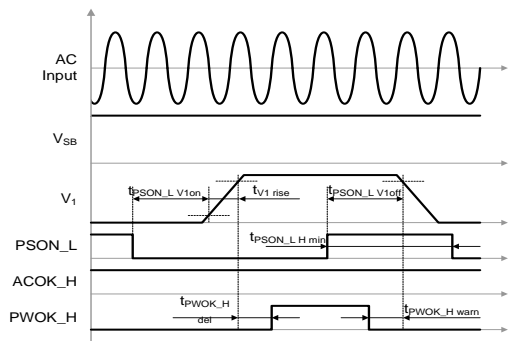 AC
Input
VSB
tPSON_L V1on
tV1 rise
tPSON_L V1off
V1
PSON_L
tPSON_L H min
ACOK_H
tPWOK_H
del
tPWOK_H warn
PWOK_H